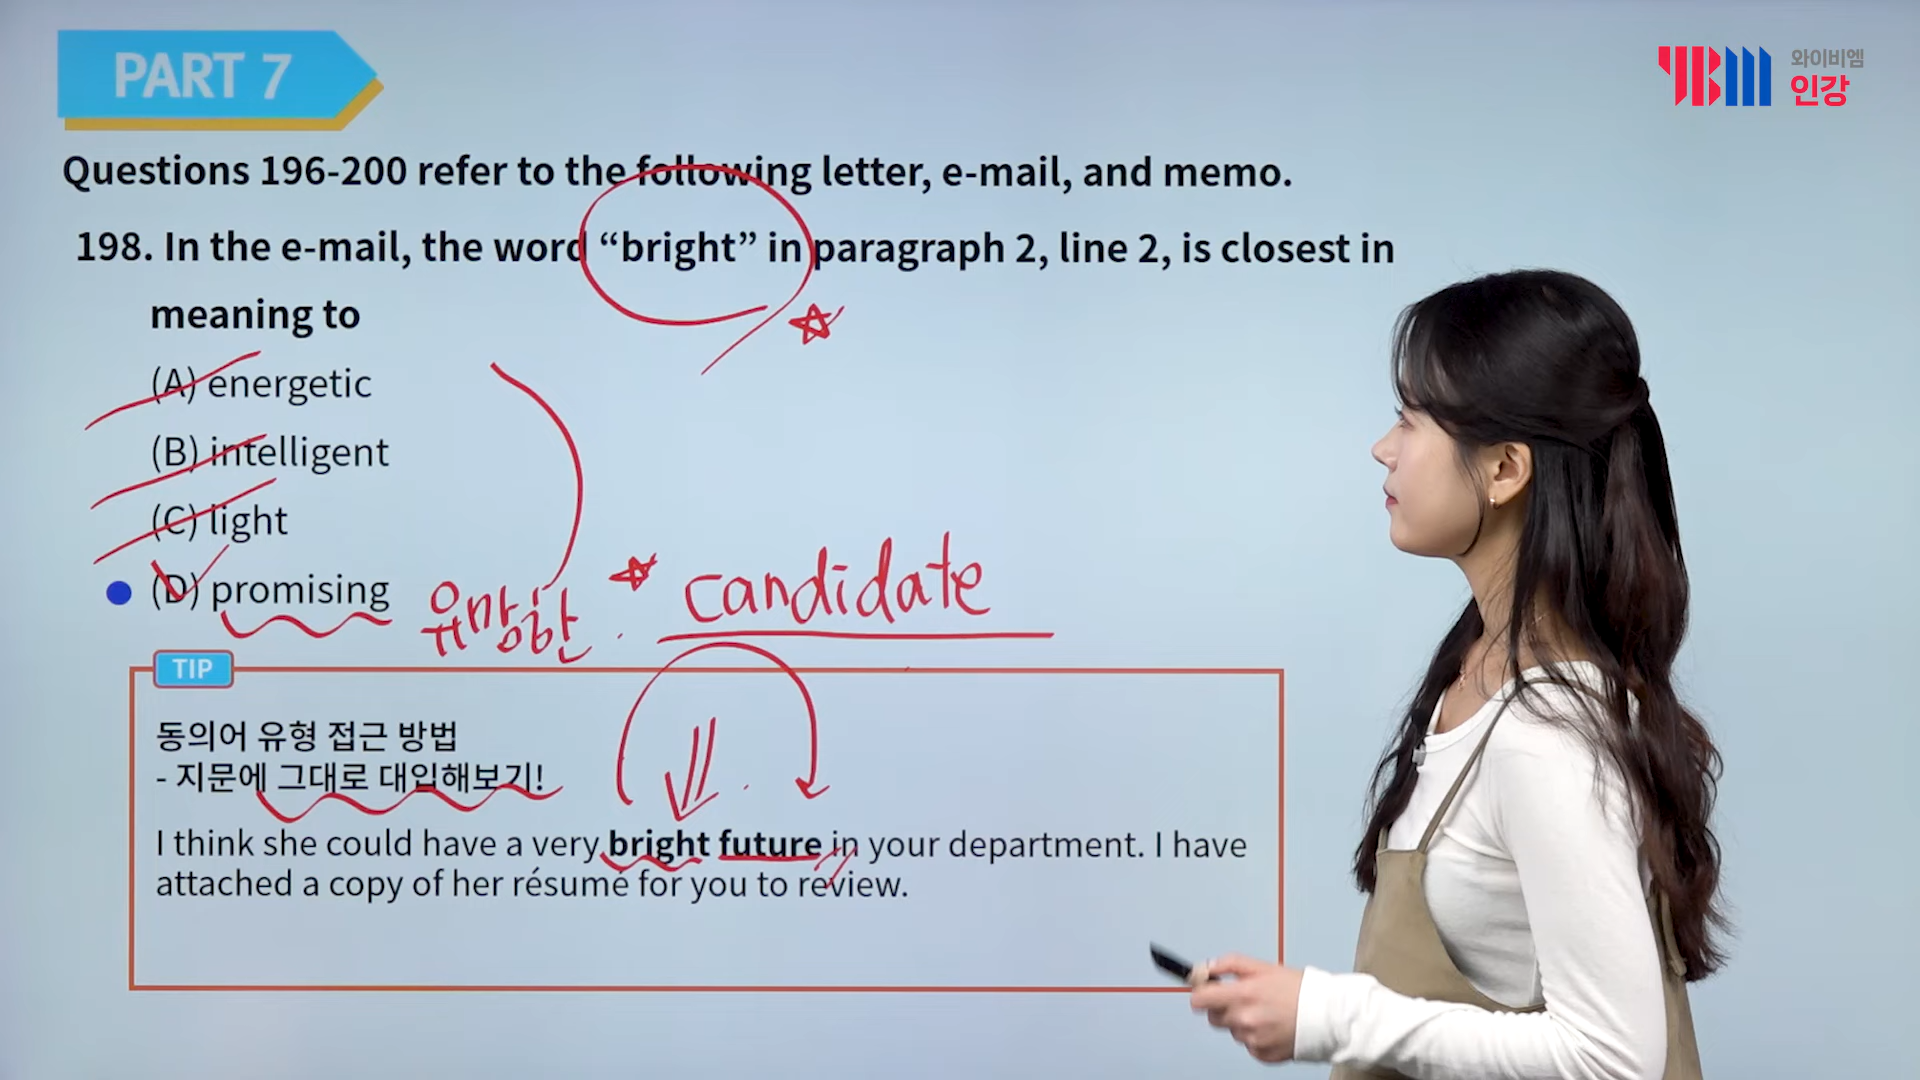 PART 7
와이비엠
인강
Questions 196-200 refer to the following letter, e-mail, and memo.
198. In the e-mail, the word “bright” in paragraph 2, line 2, is closest in
meaning to
(A) energetic
(B) intelligent
(C) light
(D) promising
유망한
candidate
TIP
동의어 유형 접근 방법
- 지문에 그대로 대입해보기!
I think she could have a very bright future in your department. I have
attached a copy of her résumé for you to review.